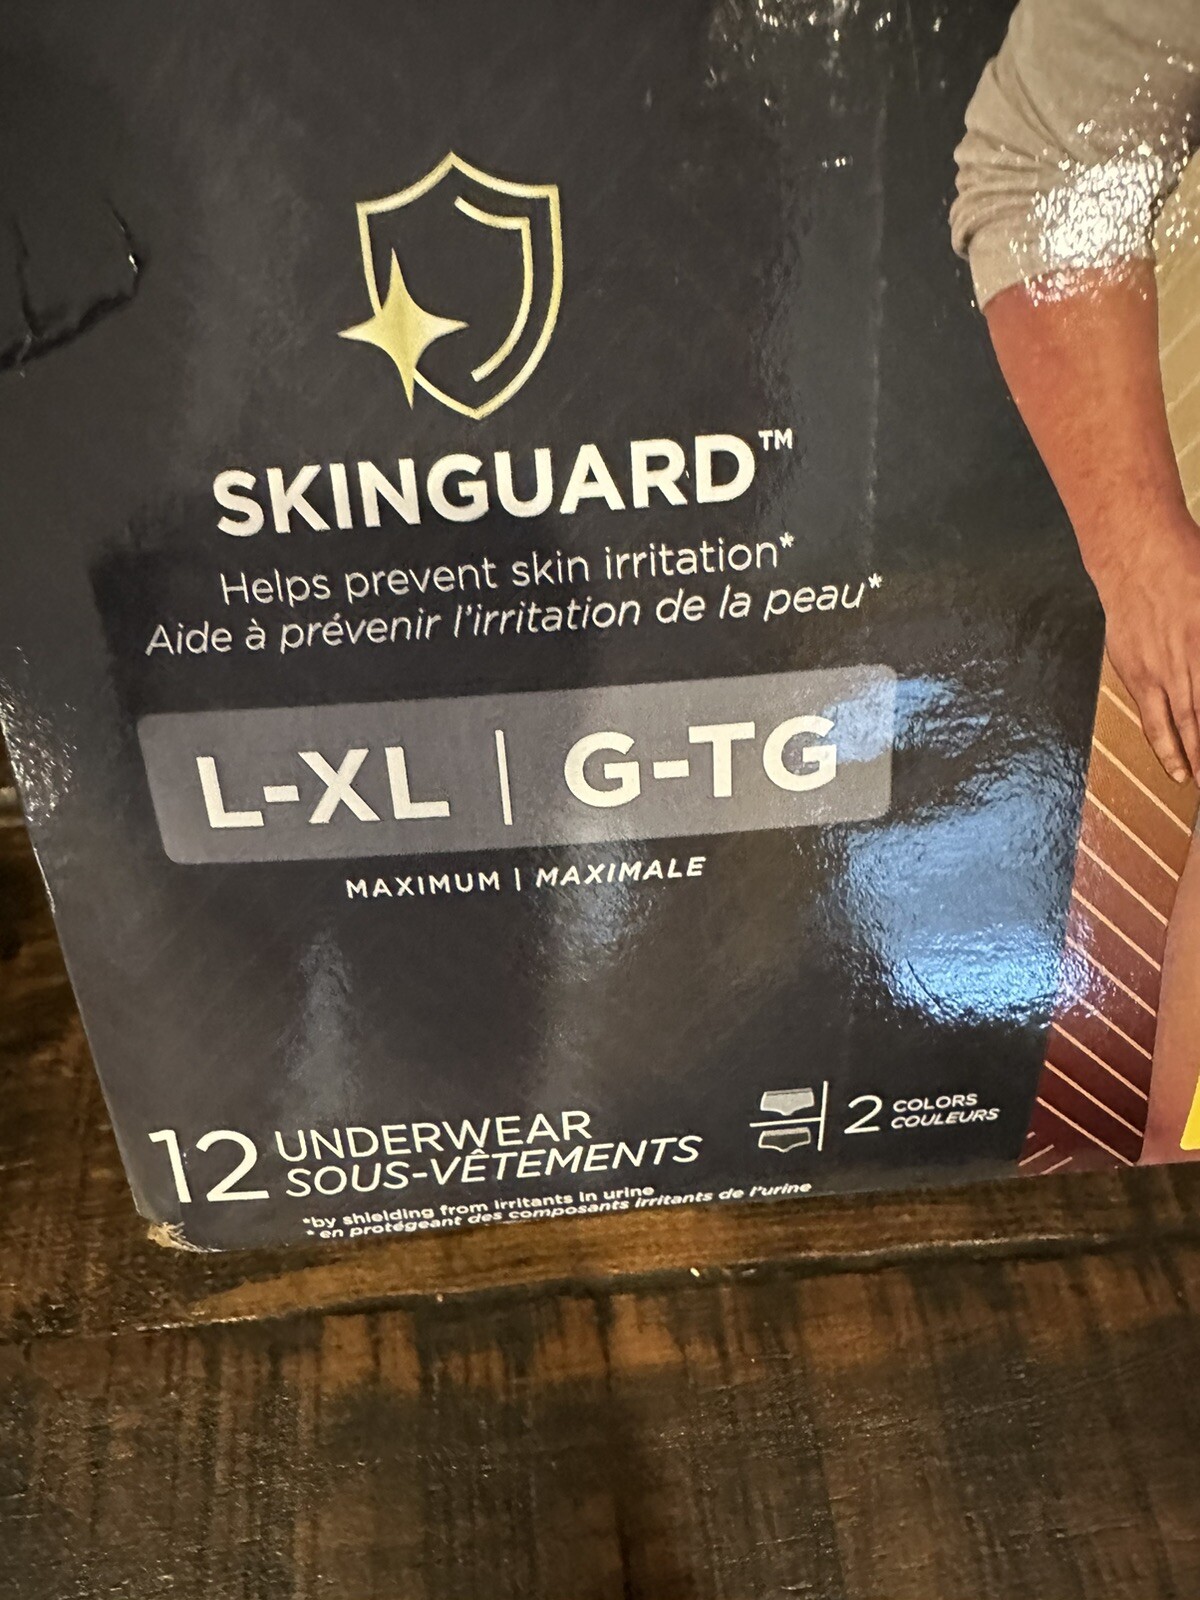 SKINGUARD™
Helps prevent skin irritation*
Aide à prévenir l'irritation de la peau*
L-XL | G-TG
MAXIMUM | MAXIMALE
12 UNDERWEAR
SOUS-VÊTEMENTS
2 COLORS
COULEURS
*by shielding from irritants in urine
* en protégeant des composants irritants de l'urine